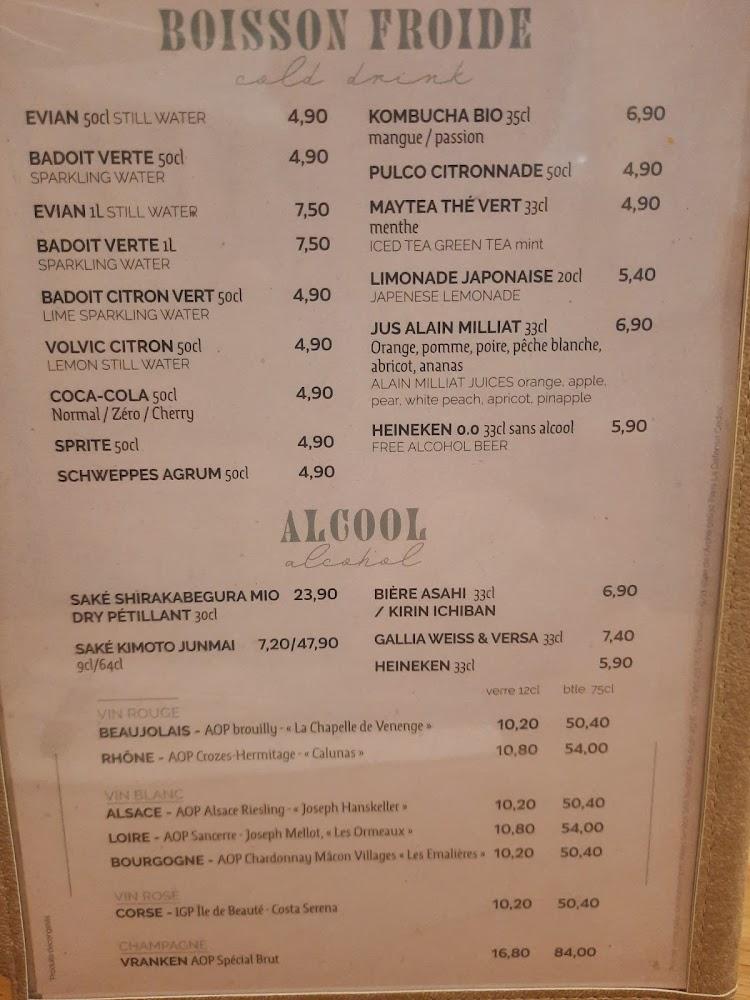 BOISSON FROIDE
cold drink
EVIAN 50cl STILL WATER 4,90
BADOIT VERTE 50cl 4,90
SPARKLING WATER
EVIAN 1L STILL WATER 7,50
BADOIT VERTE 1L 7,50
SPARKLING WATER
BADOIT CITRON VERT 50cl 4,90
LIME SPARKLING WATER
VOLVIC CITRON 50cl 4,90
LEMON STILL WATER
COCA-COLA 50cl 4,90
Normal / Zéro / Cherry
SPRITE 50cl 4,90
SCHWEPPES AGRUM 50cl 4,90
KOMBUCHA BIO 35cl 6,90
mangue / passion
PULCO CITRONNADE 50cl 4,90
MAYTEA THÉ VERT 33cl 4,90
menthe
ICED TEA GREEN TEA mint
LIMONADE JAPONAISE 20cl 5,40
JAPENESE LEMONADE
JUS ALAIN MILLIAT 33cl 6,90
Orange, pomme, poire, pêche blanche,
abricot, ananas
ALAIN MILLIAT JUICES orange, apple,
pear, white peach, apricot, pinapple
HEINEKEN 0.0 33cl sans alcool 5,90
FREE ALCOHOL BEER
ALCOOL
alcohol
SAKÉ SHIRAKABEGURA MIO 23,90
DRY PÉTILLANT 30cl
SAKÉ KIMOTO JUNMAI 7,20/47,90
9cl/64cl
BIÈRE ASAHI 33cl 6,90
/ KIRIN ICHIBAN
GALLIA WEISS & VERSA 33cl 7,40
HEINEKEN 33cl 5,90
verre 12cl btle 75cl
VIN ROUGE
BEAUJOLAIS - AOP brouilly - « La Chapelle de Venenge » 10,20 50,40
RHÔNE - AOP Crozes-Hermitage - « Calunas » 10,80 54,00
VIN BLANC
ALSACE - AOP Alsace Riesling - « Joseph Hanskeller » 10,20 50,40
LOIRE - AOP Sancerre - Joseph Mellot, « Les Ormeaux » 10,80 54,00
BOURGOGNE - AOP Chardonnay Mâcon Villages « Les Emalières » 10,20 50,40
VIN ROSÉ
CORSE - IGP Île de Beauté - Costa Serena 10,20 50,40
CHAMPAGNE
VRANKEN AOP Spécial Brut 16,80 84,00